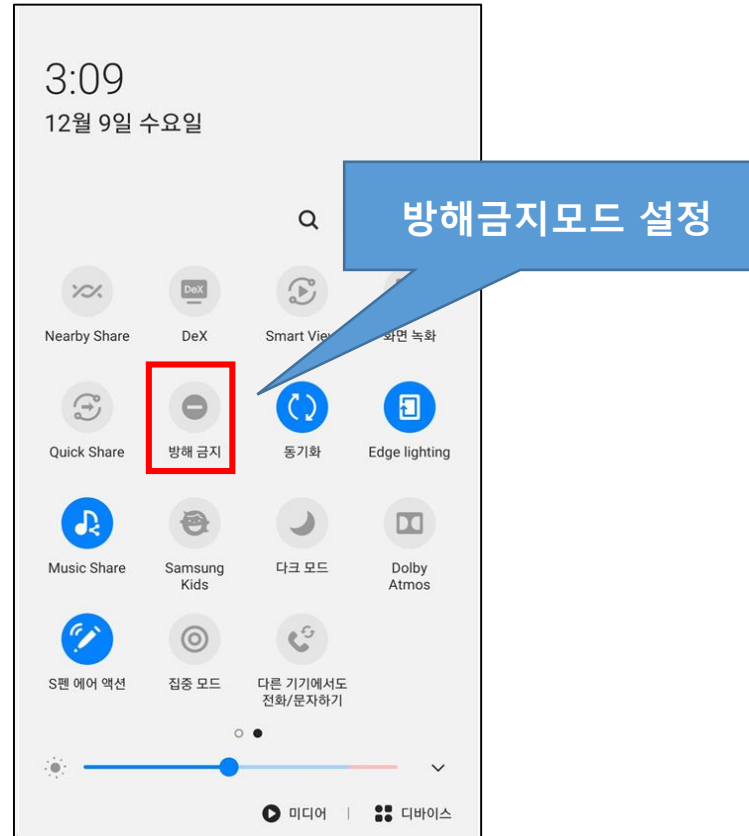 3:09
12월 9일 수요일
방해금지모드 설정
Nearby Share
DeX
DeX
Smart View
화면 녹화
Quick Share
방해 금지
동기화
Edge lighting
Music Share
Samsung
Kids
다크 모드
Dolby
Atmos
S펜 에어 액션
집중 모드
다른 기기에서도
전화/문자하기
미디어
디바이스